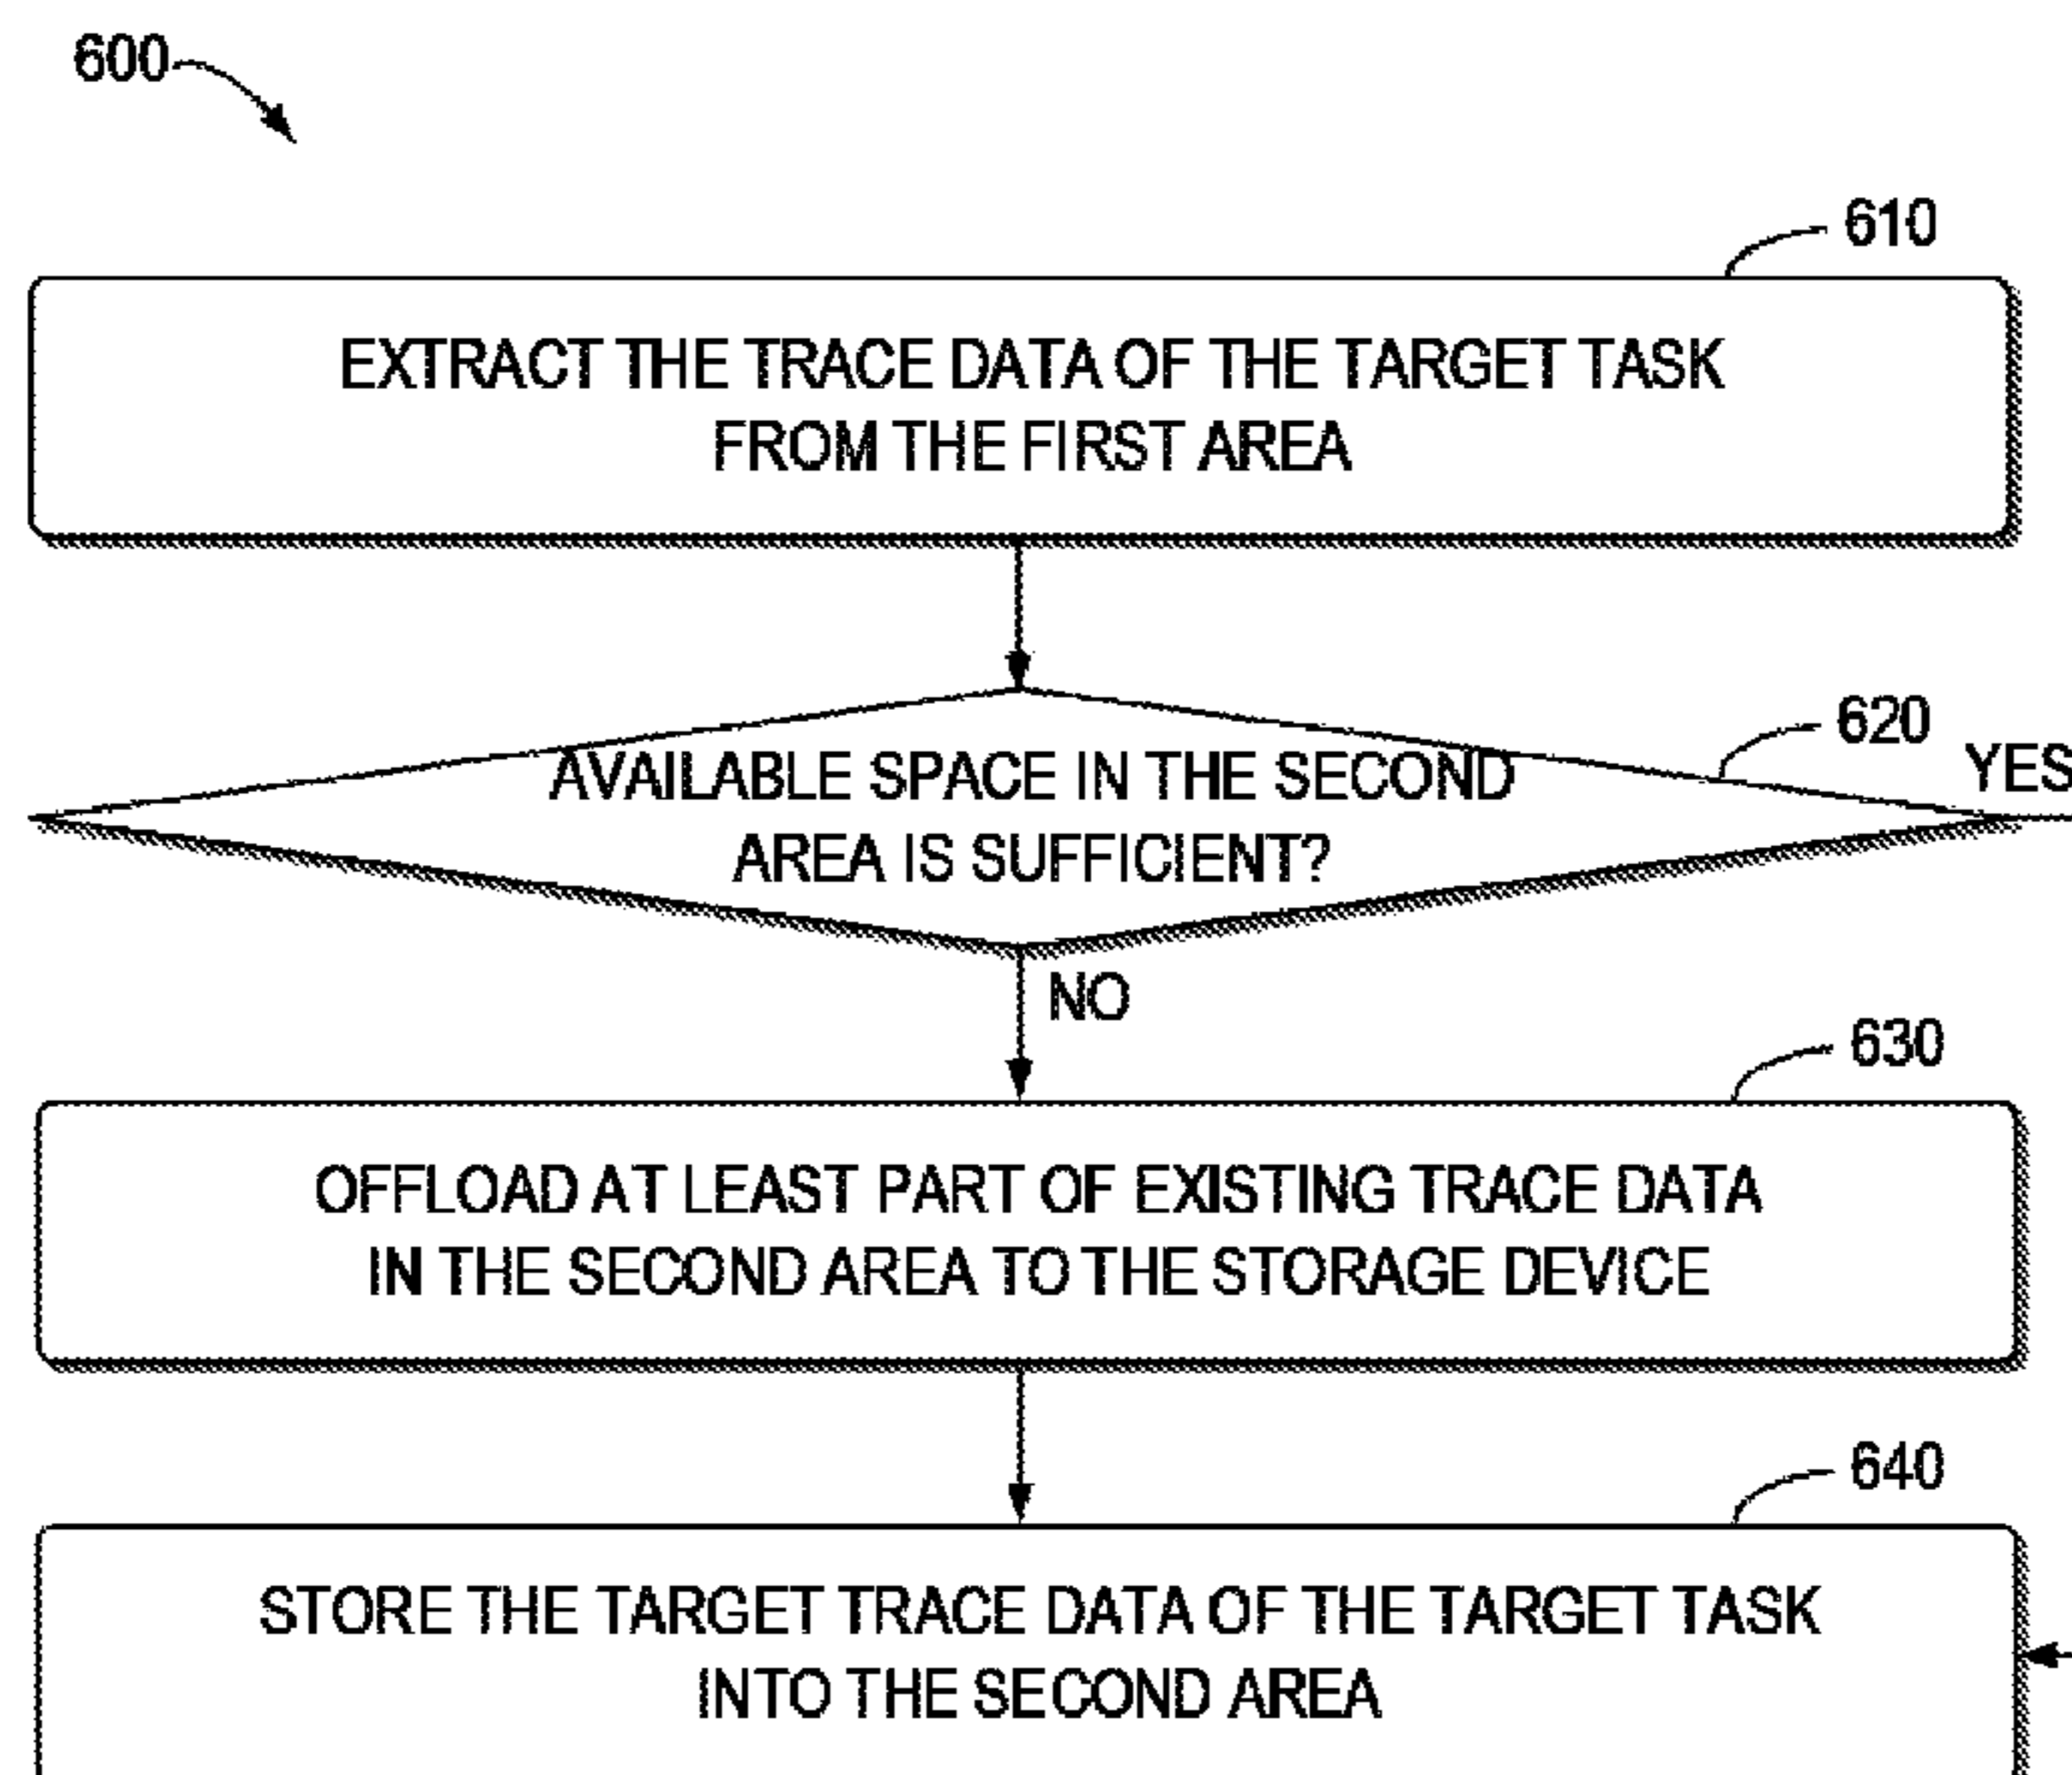 600
610
EXTRACT THE TRACE DATA OF THE TARGET TASK
FROM THE FIRST AREA
620
YES
AVAILABLE SPACE IN THE SECOND
AREA IS SUFFICIENT?
NO
630
OFFLOAD AT LEAST PART OF EXISTING TRACE DATA
IN THE SECOND AREA TO THE STORAGE DEVICE
640
STORE THE TARGET TRACE DATA OF THE TARGET TASK
INTO THE SECOND AREA